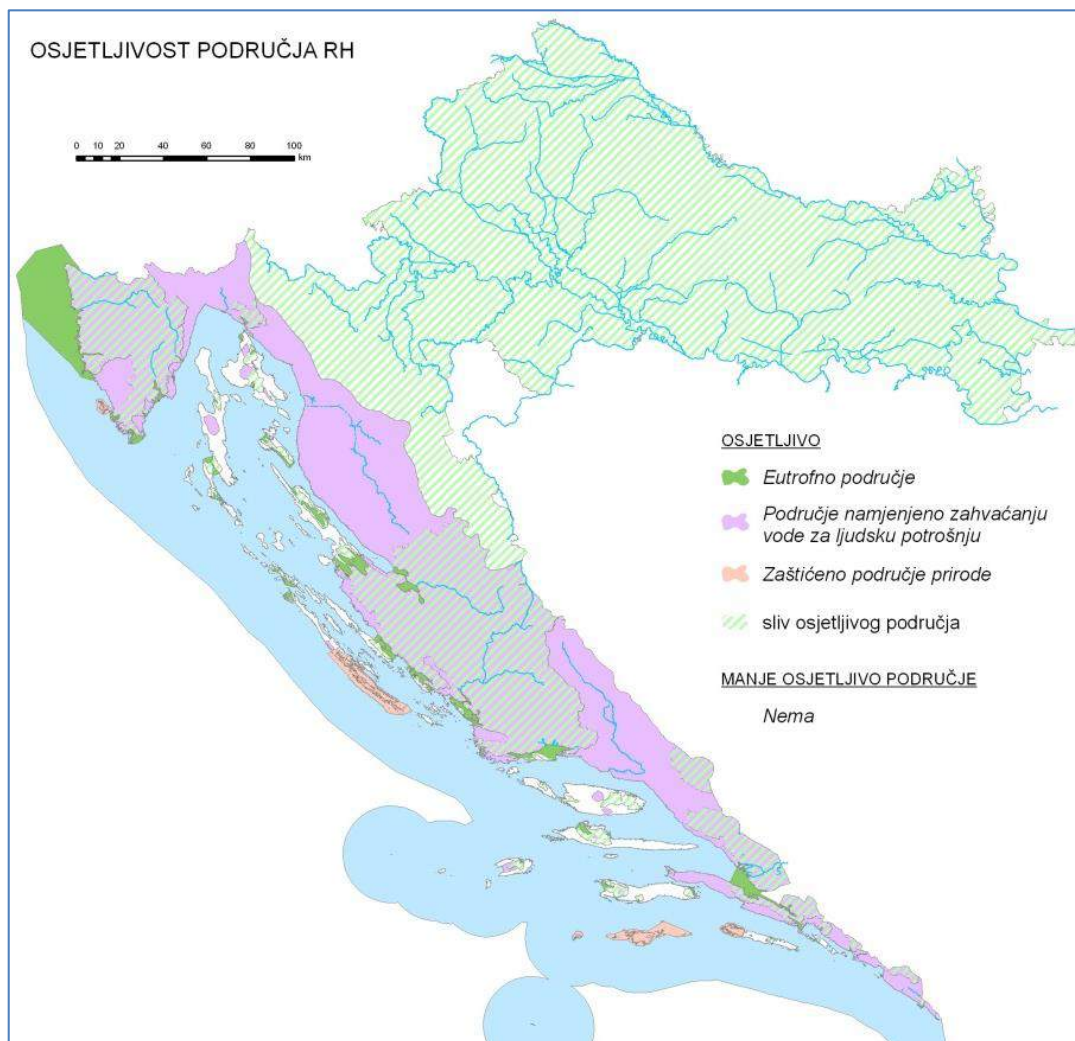 OSJETLJIVOST PODRUČJA RH
0 10 20 40 60 80 100
km
OSJETLJIVO
Eutrofno područje
Područje namjenjeno zahvaćanju
vode za ljudsku potrošnju
Zaštićeno područje prirode
sliv osjetljivog područja
MANJE OSJETLJIVO PODRUČJE
Nema